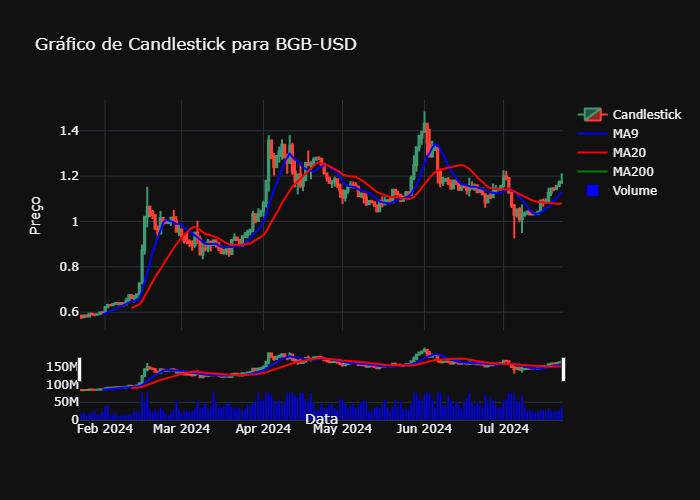 Gráfico de Candlestick para BGB-USD
Candlestick
MA9
MA20
MA200
Volume
Preço
1.4
1.2
1
0.8
0.6
150M
100M
50M
0
Feb 2024 Mar 2024 Apr 2024 May 2024 Jun 2024 Jul 2024
Data